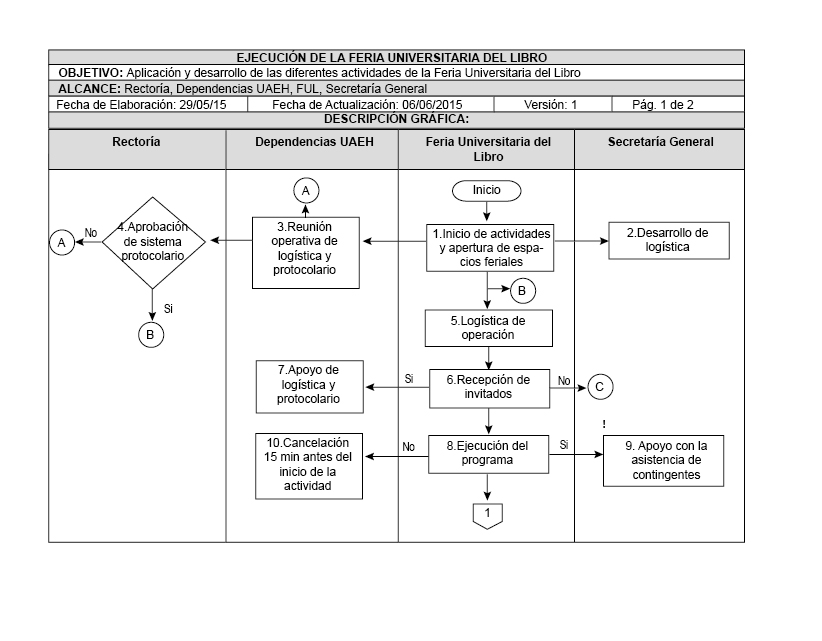 EJECUCIÓN DE LA FERIA UNIVERSITARIA DEL LIBRO
OBJETIVO: Aplicación y desarrollo de las diferentes actividades de la Feria Universitaria del Libro
ALCANCE: Rectoría, Dependencias UAEH, FUL, Secretaría General
Fecha de Elaboración: 29/05/15 Fecha de Actualización: 06/06/2015 Versión: 1 Pág. 1 de 2
DESCRIPCIÓN GRÁFICA:
Rectoría
Dependencias UAEH
Feria Universitaria del
Libro
Secretaría General
Inicio
1.Inicio de actividades
y apertura de espa-
cios feriales
2.Desarrollo de
logística
A
3.Reunión
operativa de
logística y
protocolario
4.Aprobación
de sistema
protocolario
No
A
Si
B
B
5.Logística de
operación
6.Recepción de
invitados
Si
7.Apoyo de
logística y
protocolario
No
C
!
8.Ejecución del
programa
Si
9. Apoyo con la
asistencia de
contingentes
No
10.Cancelación
15 min antes del
inicio de la
actividad
1